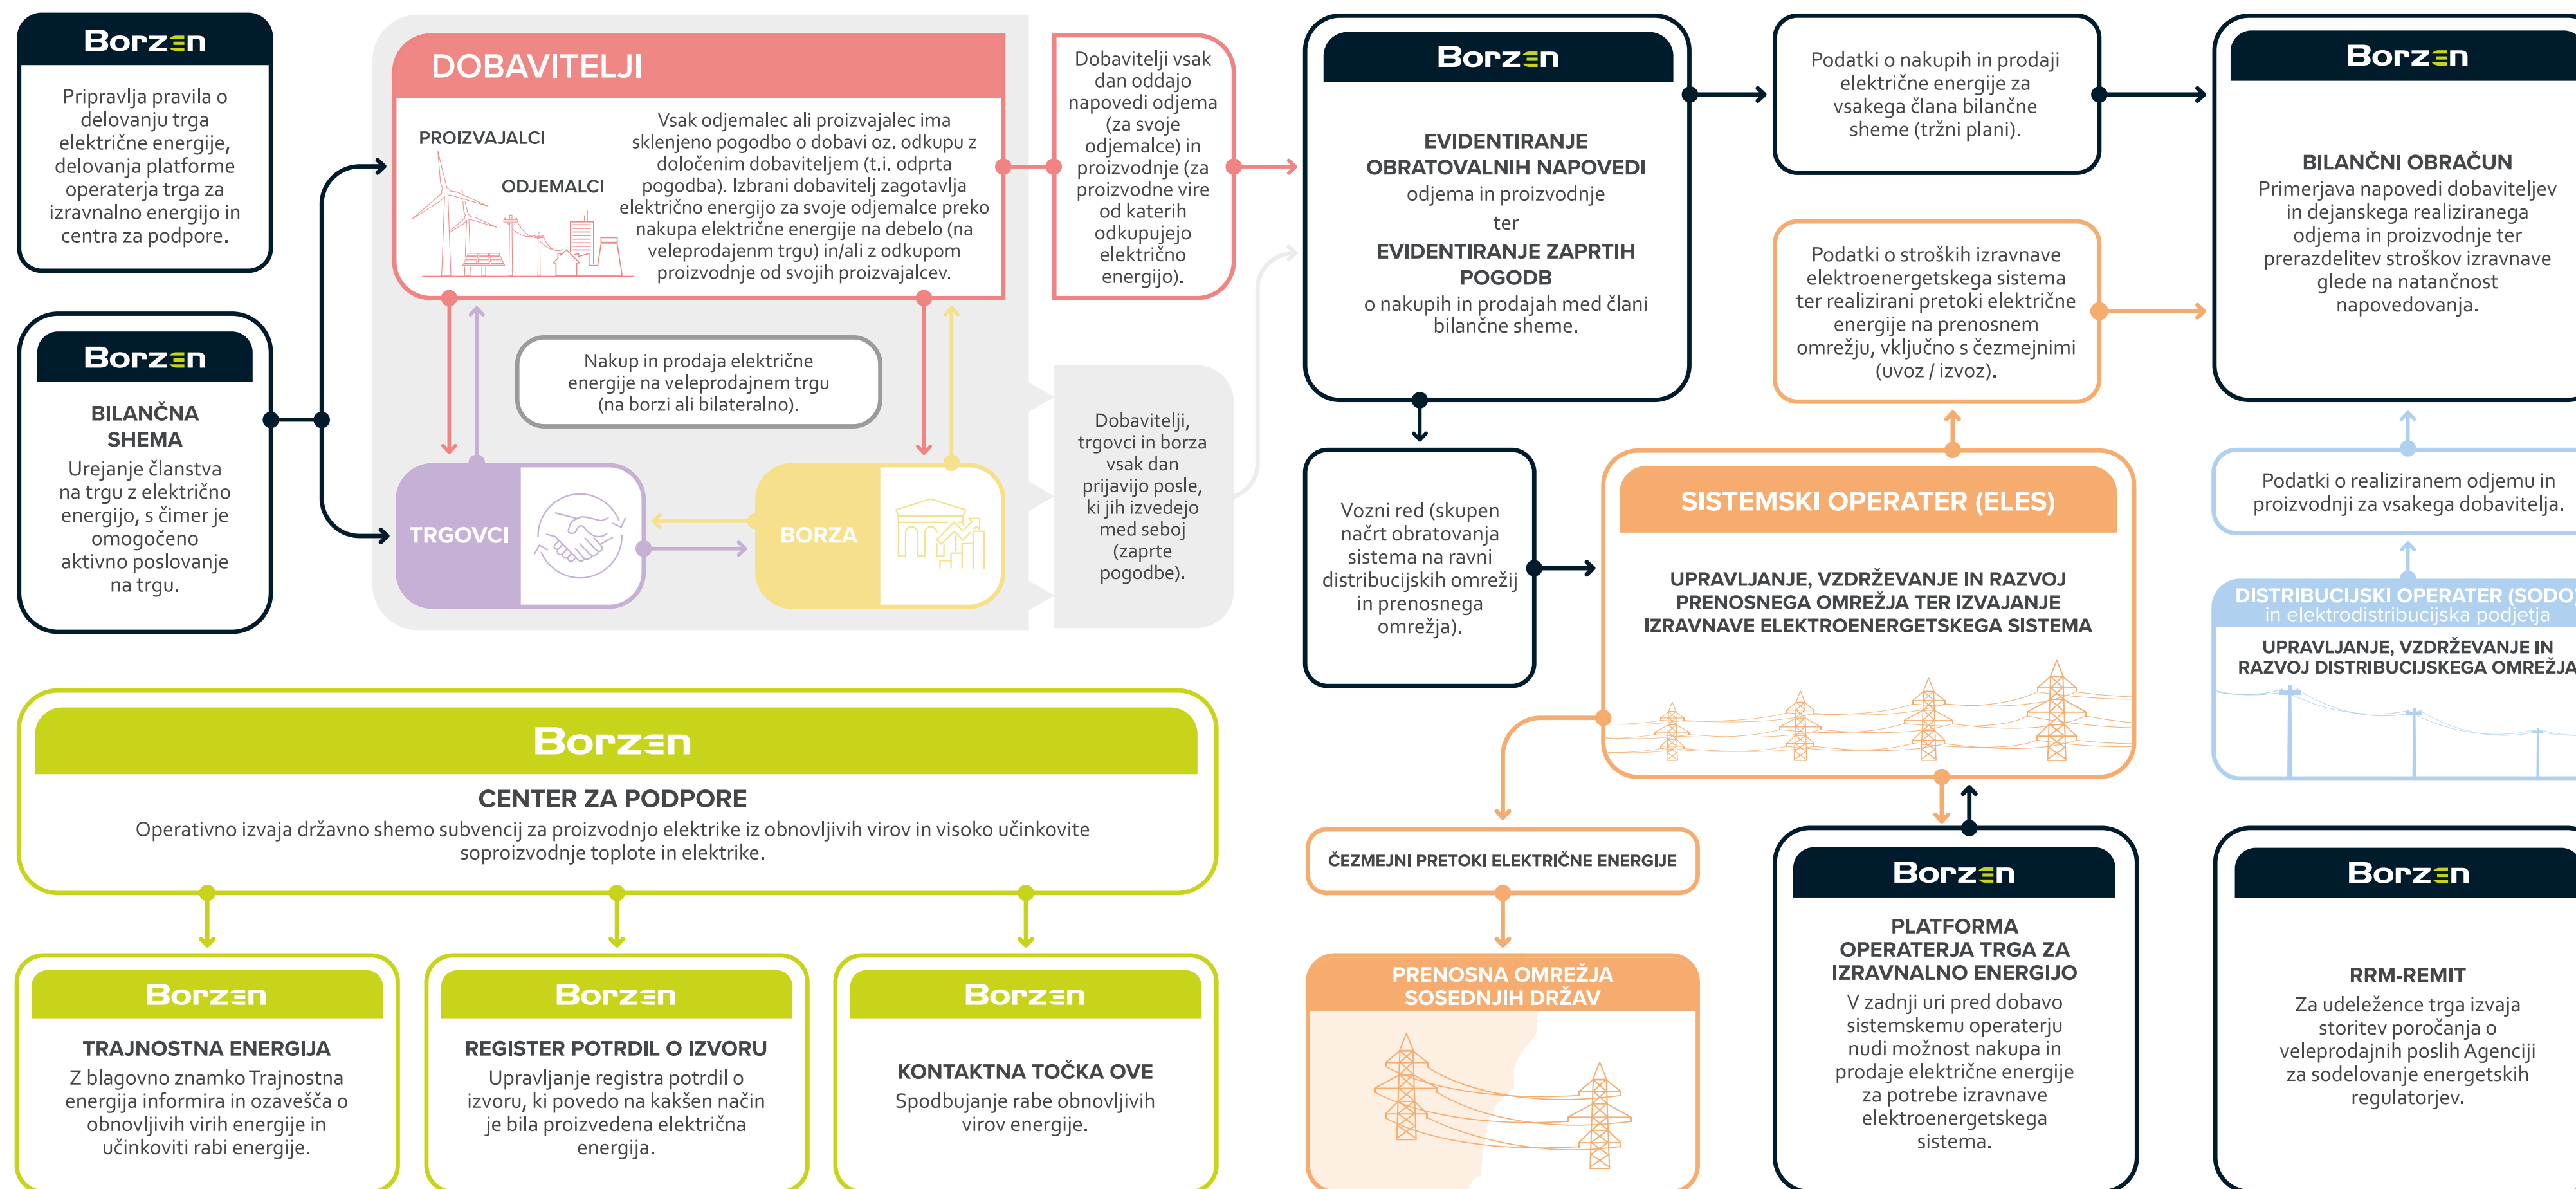 Borzen
Pripravlja pravila o
delovanju trga
električne energije,
delovanja platforme
operaterja trga za
izravnalno energijo in
centra za podpore.
Borzen
BILANČNA
SHEMA
Urejanje članstva
na trgu z električno
energijo, s čimer je
omogočeno
aktivno poslovanje
na trgu.
DOBAVITELJI
PROIZVAJALCI
ODJEMALCI
Vsak odjemalec ali proizvajalec ima
sklenjeno pogodbo o dobavi oz. odkupu z
določenim dobaviteljem (t.i. odprta
pogodba). Izbrani dobavitelj zagotavlja
električno energijo za svoje odjemalce preko
nakupa električne energije na debelo (na
veleprodajenm trgu) in/ali z odkupom
proizvodnje od svojih proizvajalcev.
Nakup in prodaja električne
energije na veleprodajnem trgu
(na borzi ali bilateralno).
TRGOVCI
BORZA
Dobavitelji vsak
dan oddajo
napovedi odjema
(za svoje
odjemalce) in
proizvodnje (za
proizvodne vire
od katerih
odkupujejo
električno
energijo).
Dobavitelji,
trgovci in borza
vsak dan
prijavijo posle,
ki jih izvedejo
med seboj
(zaprte
pogodbe).
Borzen
EVIDENTIRANJE
OBRATOVALNIH NAPOVEDI
odjema in proizvodnje
ter
EVIDENTIRANJE ZAPRTIH
POGODB
o nakupih in prodajah med člani
bilančne sheme.
Podatki o nakupih in prodaji
električne energije za
vsakega člana bilančne
sheme (tržni plani).
Podatki o stroških izravnave
elektroenergetskega sistema
ter realizirani pretoki električne
energije na prenosnem
omrežju, vključno s čezmejnimi
(uvoz / izvoz).
Borzen
BILANČNI OBRAČUN
Primerjava napovedi dobaviteljev
in dejanskega realiziranega
odjema in proizvodnje ter
prerazdelitev stroškov izravnave
glede na natančnost
napovedovanja.
Vozni red (skupen
načrt obratovanja
sistema na ravni
distribucijskih omrežij
in prenosnega
omrežja).
SISTEMSKI OPERATER (ELES)
UPRAVLJANJE, VZDRŽEVANJE IN RAZVOJ
PRENOSNEGA OMREŽJA TER IZVAJANJE
IZRAVNAVE ELEKTROENERGETSKEGA SISTEMA
Podatki o realiziranem odjemu in
proizvodnji za vsakega dobavitelja.
DISTRIBUCIJSKI OPERATER (SODO)
in elektrodistribucijska podjetja
UPRAVLJANJE, VZDRŽEVANJE IN
RAZVOJ DISTRIBUCIJSKEGA OMREŽJA
Borzen
CENTER ZA PODPORE
Operativno izvaja državno shemo subvencij za proizvodnjo elektrike iz obnovljivih virov in visoko učinkovite
soproizvodnje toplote in elektrike.
Borzen
TRAJNOSTNA ENERGIJA
Z blagovno znamko Trajnostna
energija informira in ozavešča o
obnovljivih virih energije in
učinkoviti rabi energije.
Borzen
REGISTER POTRDIL O IZVORU
Upravljanje registra potrdil o
izvoru, ki povedo na kakšen način
je bila proizvedena električna
energija.
Borzen
KONTAKTNA TOČKA OVE
Spodbujanje rabe obnovljivih
virov energije.
ČEZMEJNI PRETOKI ELEKTRIČNE ENERGIJE
PRENOSNA OMREŽJA
SOSEDNJIH DRŽAV
Borzen
PLATFORMA
OPERATERJA TRGA ZA
IZRAVNALNO ENERGIJO
V zadnji uri pred dobavo
sistemskemu operaterju
nudi možnost nakupa in
prodaje električne energije
za potrebe izravnave
elektroenergetskega
sistema.
Borzen
RRM-REMIT
Za udeležence trga izvaja
storitev poročanja o
veleprodajnih poslih Agenciji
za sodelovanje energetskih
regulatorjev.